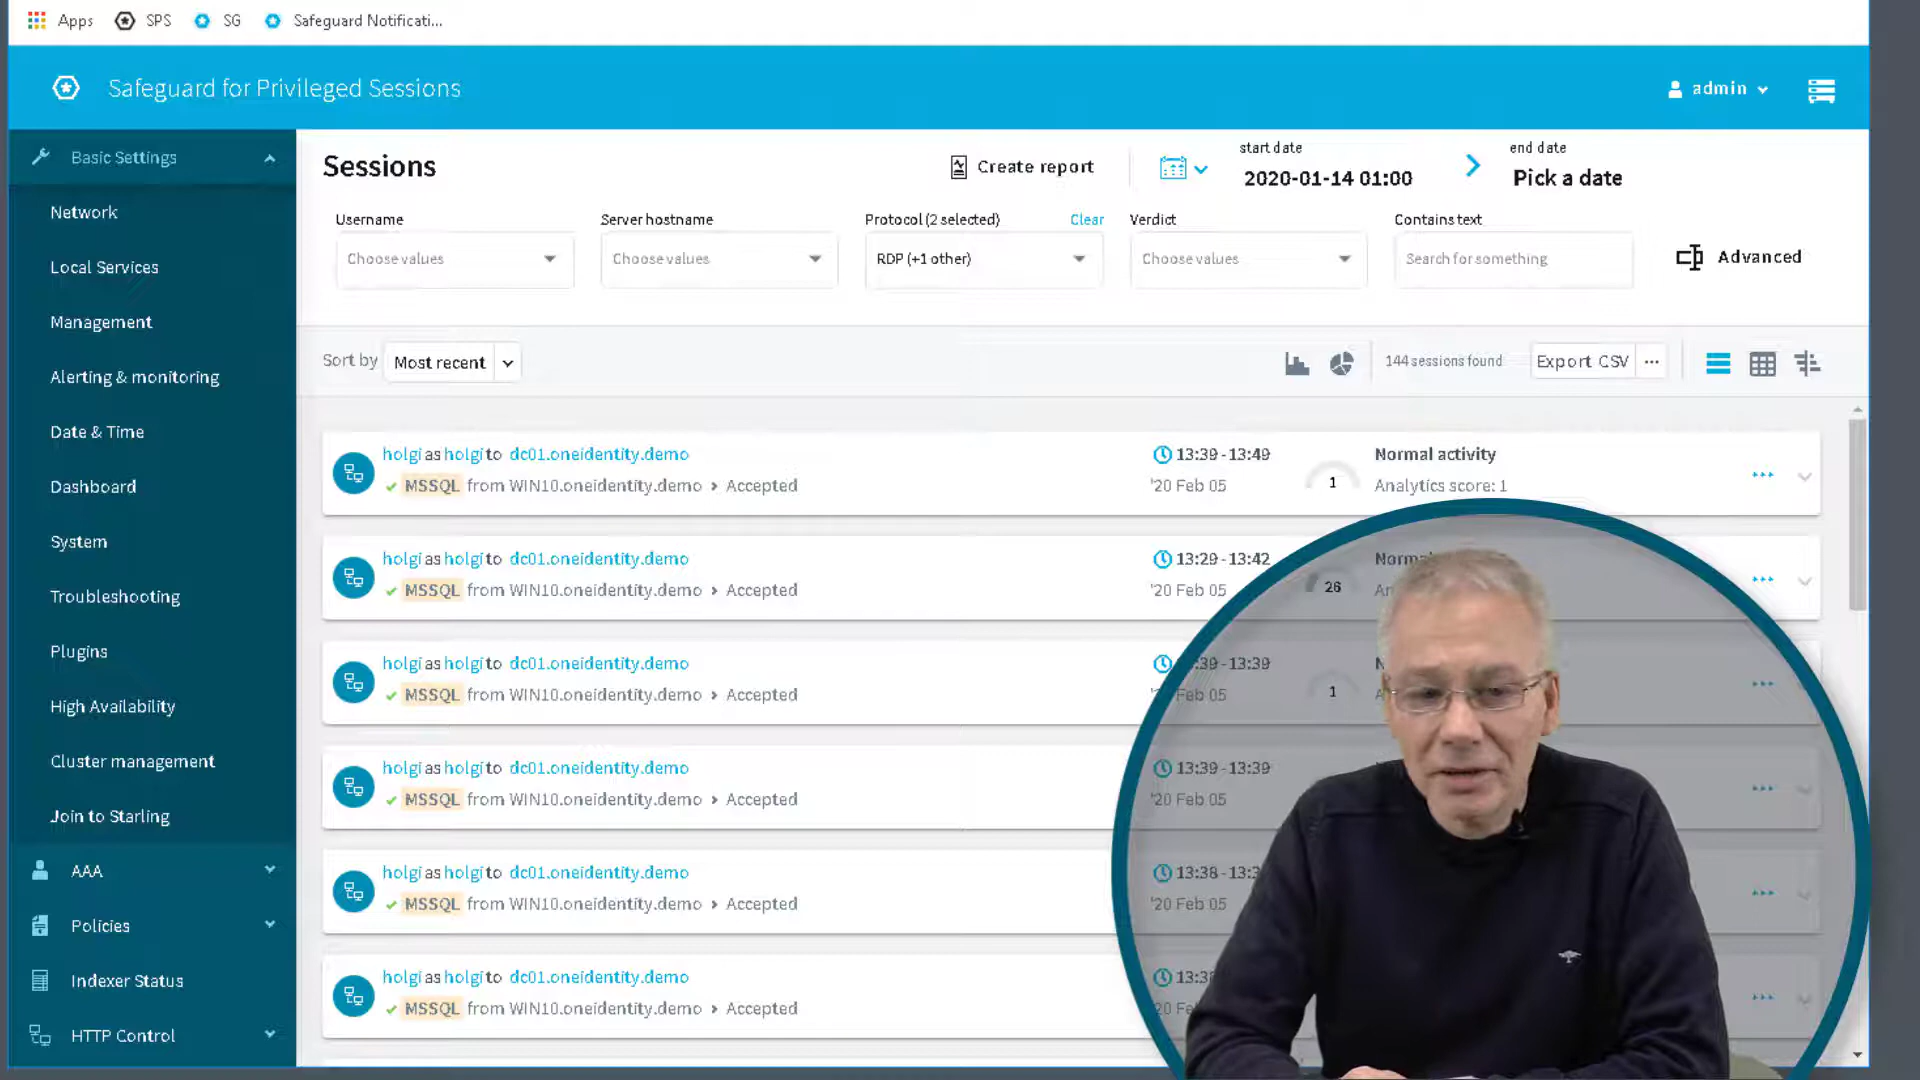 Apps SPS SG Safeguard Notificati...
Safeguard for Privileged Sessions
admin
Basic Settings
Network
Local Services
Management
Alerting & monitoring
Date & Time
Dashboard
System
Troubleshooting
Plugins
High Availability
Cluster management
Join to Starling
AAA
Policies
Indexer Status
HTTP Control
Sessions
Create report
start date
2020-01-14 01:00
end date
Pick a date
Username
Choose values
Server hostname
Choose values
Protocol (2 selected) Clear
RDP (+1 other)
Verdict
Choose values
Contains text
Search for something
Advanced
Sort by Most recent
144 sessions found
Export CSV ...
holgi as holgi to dc01.oneidentity.demo
MSSQL from WIN10.oneidentity.demo > Accepted
13:39 - 13:49
'20 Feb 05
1
Normal activity
Analytics score: 1
holgi as holgi to dc01.oneidentity.demo
MSSQL from WIN10.oneidentity.demo > Accepted
13:29 - 13:42
'20 Feb 05
26
holgi as holgi to dc01.oneidentity.demo
MSSQL from WIN10.oneidentity.demo > Accepted
:39 - 13:39
Feb 05
1
holgi as holgi to dc01.oneidentity.demo
MSSQL from WIN10.oneidentity.demo > Accepted
13:39 - 13:39
'20 Feb 05
holgi as holgi to dc01.oneidentity.demo
MSSQL from WIN10.oneidentity.demo > Accepted
13:38 - 13:3
'20 Feb 05
holgi as holgi to dc01.oneidentity.demo
MSSQL from WIN10.oneidentity.demo > Accepted
13:38
'20 Feb 05